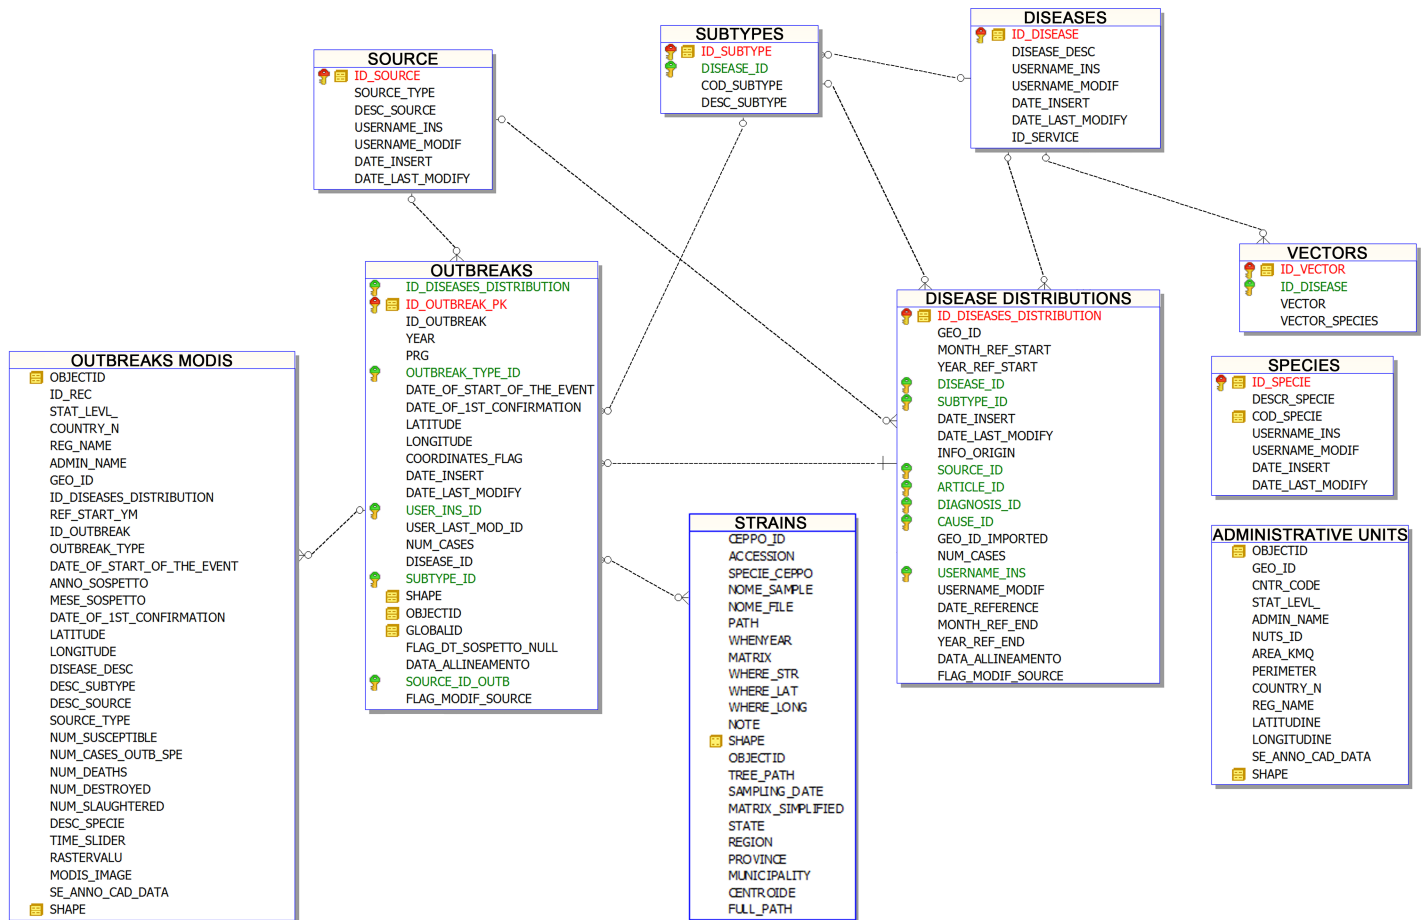 DISEASES
ID_DISEASE
DISEASE_DESC
USERNAME_INS
USERNAME_MODIF
DATE_INSERT
DATE_LAST_MODIFY
ID_SERVICE
SUBTYPES
ID_SUBTYPE
DISEASE_ID
COD_SUBTYPE
DESC_SUBTYPE
SOURCE
ID_SOURCE
SOURCE_TYPE
DESC_SOURCE
USERNAME_INS
USERNAME_MODIF
DATE_INSERT
DATE_LAST_MODIFY
VECTORS
ID_VECTOR
ID_DISEASE
VECTOR
VECTOR_SPECIES
OUTBREAKS
ID_DISEASES_DISTRIBUTION
ID_OUTBREAK_PK
ID_OUTBREAK
YEAR
PRG
OUTBREAK_TYPE_ID
DATE_OF_START_OF_THE_EVENT
DATE_OF_1ST_CONFIRMATION
LATITUDE
LONGITUDE
COORDINATES_FLAG
DATE_INSERT
DATE_LAST_MODIFY
USER_INS_ID
USER_LAST_MOD_ID
NUM_CASES
DISEASE_ID
SUBTYPE_ID
SHAPE
OBJECTID
GLOBALID
FLAG_DT_SOSPETTO_NULL
DATA_ALLINEAMENTO
SOURCE_ID_OUTB
FLAG_MODIF_SOURCE
DISEASE DISTRIBUTIONS
ID_DISEASES_DISTRIBUTION
GEO_ID
MONTH_REF_START
YEAR_REF_START
DISEASE_ID
SUBTYPE_ID
DATE_INSERT
DATE_LAST_MODIFY
INFO_ORIGIN
SOURCE_ID
ARTICLE_ID
DIAGNOSIS_ID
CAUSE_ID
GEO_ID_IMPORTED
NUM_CASES
USERNAME_INS
USERNAME_MODIF
DATE_REFERENCE
MONTH_REF_END
YEAR_REF_END
DATA_ALLINEAMENTO
FLAG_MODIF_SOURCE
OUTBREAKS MODIS
OBJECTID
ID_REC
STAT_LEVL_
COUNTRY_N
REG_NAME
ADMIN_NAME
GEO_ID
ID_DISEASES_DISTRIBUTION
REF_START_YM
ID_OUTBREAK
OUTBREAK_TYPE
DATE_OF_START_OF_THE_EVENT
ANNO_SOSPETTO
MESE_SOSPETTO
DATE_OF_1ST_CONFIRMATION
LATITUDE
LONGITUDE
DISEASE_DESC
DESC_SUBTYPE
DESC_SOURCE
SOURCE_TYPE
NUM_SUSCEPTIBLE
NUM_CASES_OUTB_SPE
NUM_DEATHS
NUM_DESTROYED
NUM_SLAUGHTERED
DESC_SPECIE
TIME_SLIDER
RASTERVALU
MODIS_IMAGE
SE_ANNO_CAD_DATA
SHAPE
SPECIES
ID_SPECIE
DESCR_SPECIE
COD_SPECIE
USERNAME_INS
USERNAME_MODIF
DATE_INSERT
DATE_LAST_MODIFY
STRAINS
CEPPO_ID
ACCESSION
SPECIE_CEPPO
NOME_SAMPLE
NOME_FILE
PATH
WHENYEAR
MATRIX
WHERE_STR
WHERE_LAT
WHERE_LONG
NOTE
SHAPE
OBJECTID
TREE_PATH
SAMPLING_DATE
MATRIX_SIMPLIFIED
STATE
REGION
PROVINCE
MUNICIPALITY
CENTROIDE
FULL_PATH
ADMINISTRATIVE UNITS
OBJECTID
GEO_ID
CNTR_CODE
STAT_LEVL_
ADMIN_NAME
NUTS_ID
AREA_KMQ
PERIMETER
COUNTRY_N
REG_NAME
LATITUDINE
LONGITUDINE
SE_ANNO_CAD_DATA
SHAPE